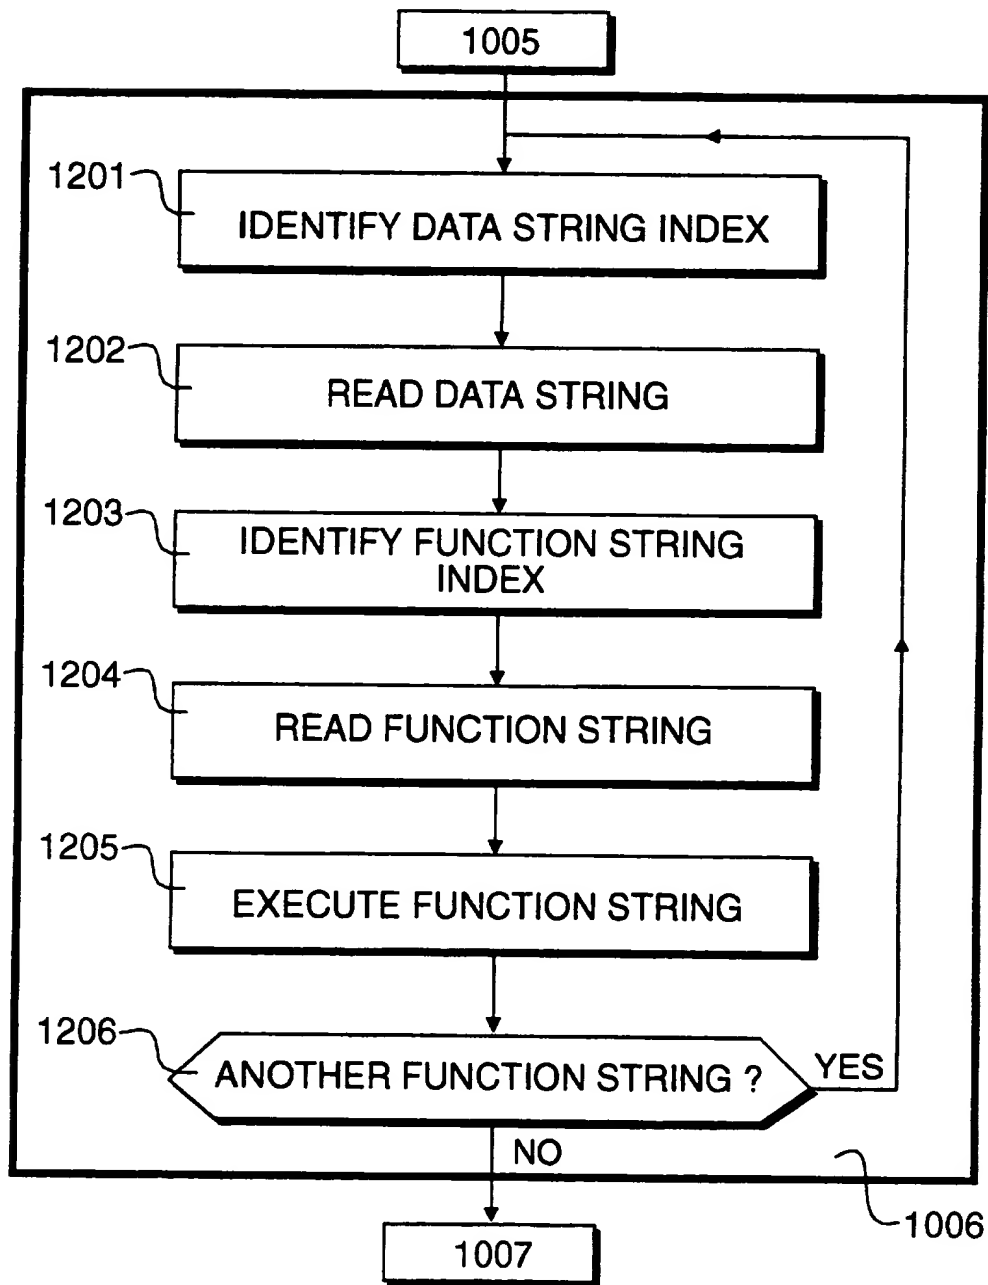 1005
1201
IDENTIFY DATA STRING INDEX
1202
READ DATA STRING
1203
IDENTIFY FUNCTION STRING
INDEX
1204
READ FUNCTION STRING
1205
EXECUTE FUNCTION STRING
1206
ANOTHER FUNCTION STRING ?
YES
NO
1006
1007